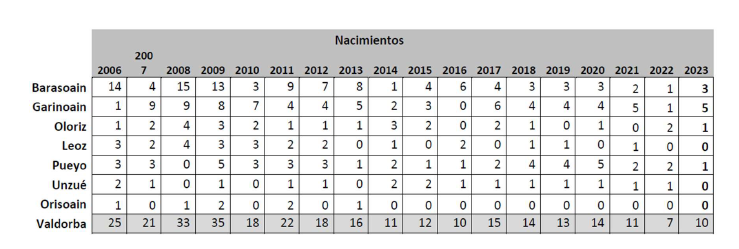 Nacimientos
200
2006 7 2008 2009 2010 2011 2012 2013 2014 2015 2016 2017 2018 2019 2020 2021 2022 2023
Barasoain 14 4 15 13 3 9 7 8 1 4 6 4 3 3 3 2 1 3
Garinoain 1 9 9 8 7 4 4 5 2 3 0 6 4 4 4 5 1 5
Oloriz 1 2 4 3 2 1 1 1 3 2 0 2 1 0 1 0 2 1
Leoz 3 2 4 3 3 2 2 0 1 0 2 0 1 1 0 1 0 0
Pueyo 3 3 0 5 3 3 3 1 2 1 1 2 4 4 5 2 2 1
Unzué 2 1 0 1 0 1 1 0 2 2 1 1 1 1 1 1 1 0
Orisoain 1 0 1 2 0 2 0 1 0 0 0 0 0 0 0 0 0 0
Valdorba 25 21 33 35 18 22 18 16 11 12 10 15 14 13 14 11 7 10